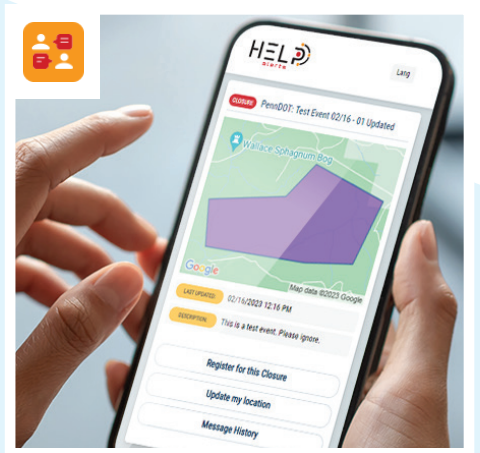 HELP
alerts
Lang
CLOSURE PennDOT: Test Event 02/16 - 01 Updated
Wallace Sphagnum Bog
Google
Map data ©2023 Google
LAST UPDATED 02/16/2023 12:16 PM
DESCRIPTION This is a test event. Please ignore.
Register for this Closure
Update my location
Message History